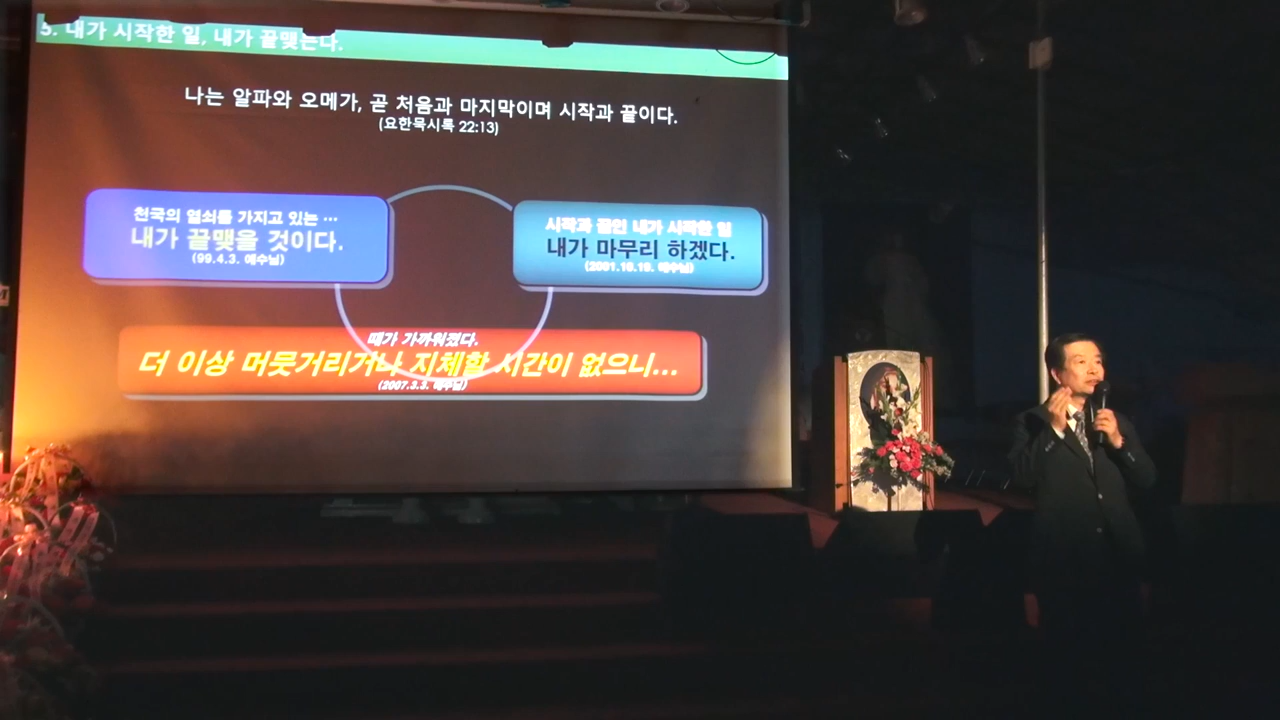 5. 내가 시작한 일, 내가 끝맺는다.
나는 알파와 오메가, 곧 처음과 마지막이며 시작과 끝이다.
(요한묵시록 22:13)
천국의 열쇠를 가지고 있는 …
내가 끝맺을 것이다.
(99.4.3. 예수님)
시작과 끝인 내가 시작한 일
내가 마무리 하겠다.
(2001.10.19. 예수님)
때가 가까워졌다.
더 이상 머뭇거리거나 지체할 시간이 없으니...
(2007.3.3. 예수님)